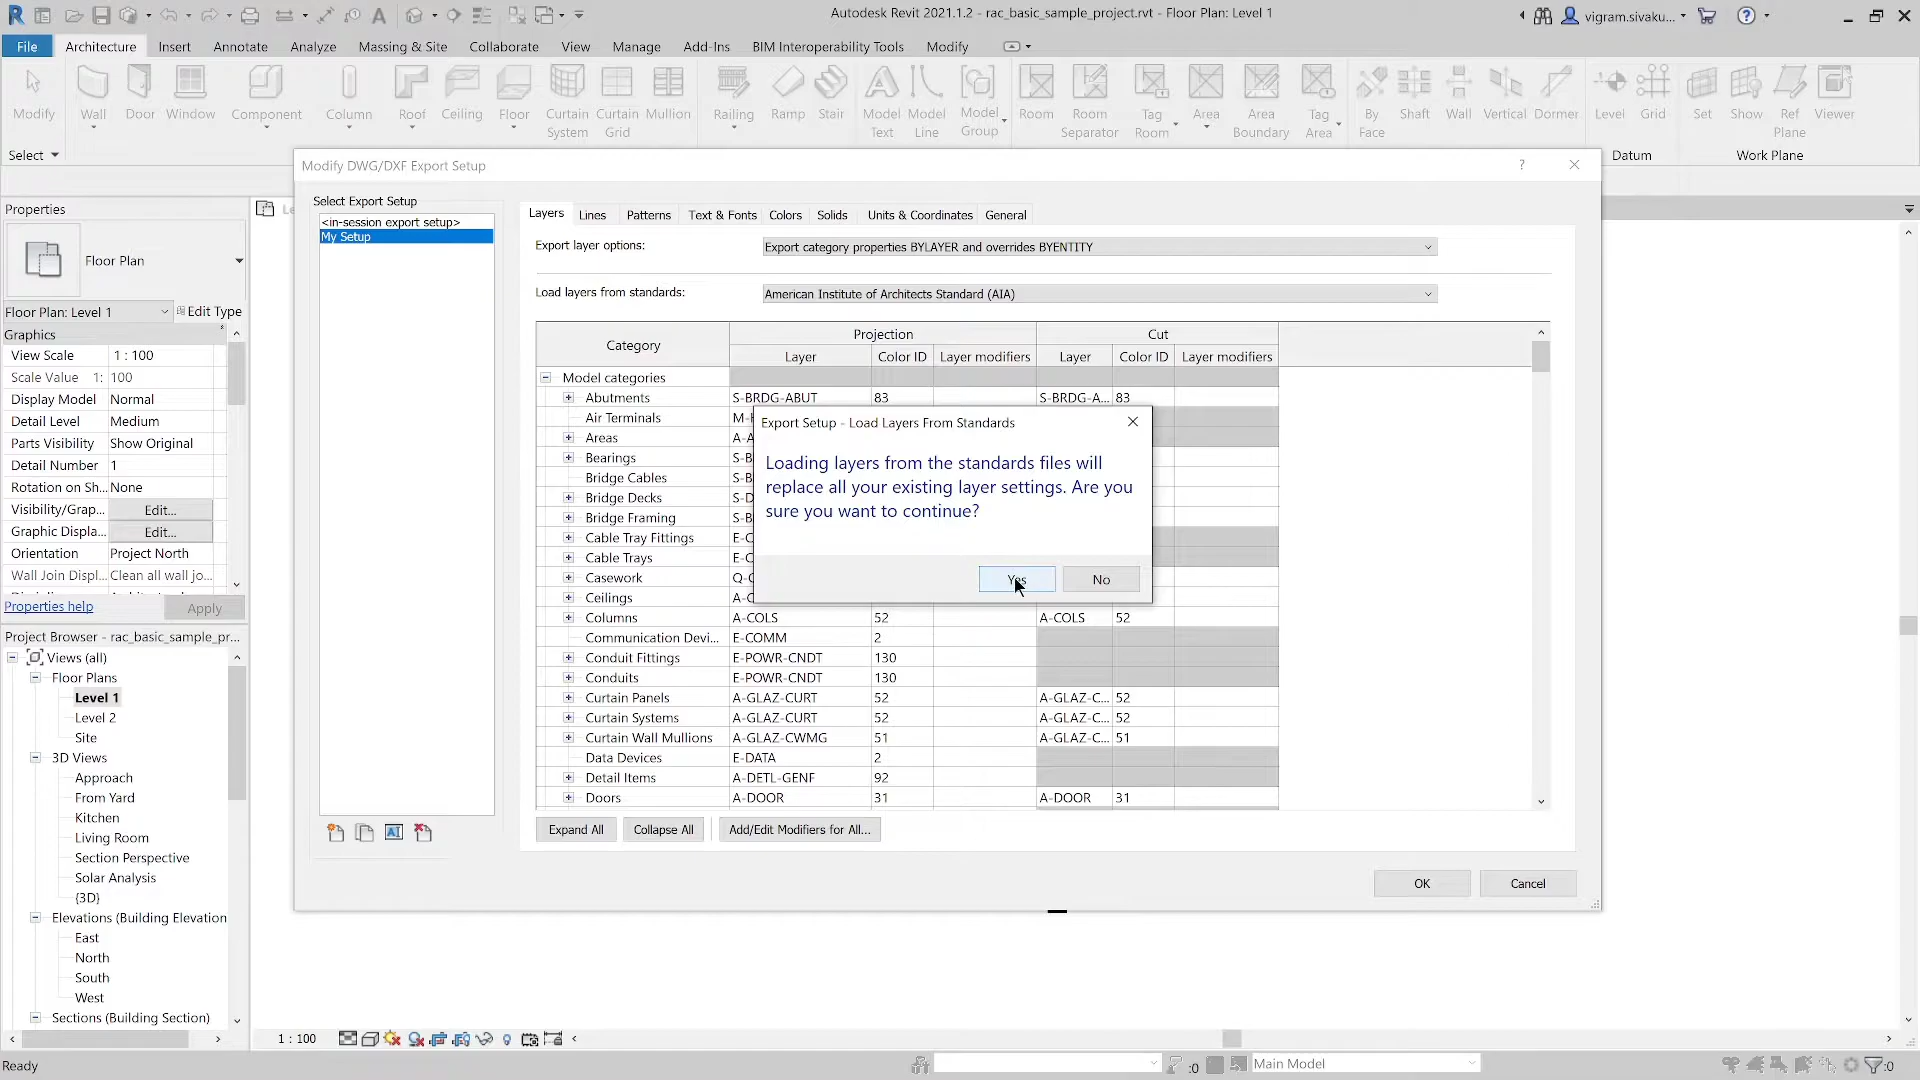 Autodesk Revit 2021.1.2 - rac_basic_sample_project.rvt - Floor Plan: Level 1
vigram.sivaku...
File Architecture Insert Annotate Analyze Massing & Site Collaborate View Manage Add-Ins BIM Interoperability Tools Modify
Modify Wall Door Window Component Column Roof Ceiling Floor Curtain System Curtain Grid Mullion Railing Ramp Stair Model Text Model Line Model Group Room Room Separator Tag Room Area Area Boundary Tag Area By Face Shaft Wall Vertical Dormer Level Grid Set Show Ref Plane Viewer
Select Datum Work Plane
Modify DWG/DXF Export Setup
Properties
Floor Plan
Floor Plan: Level 1 Edit Type
Graphics
View Scale 1 : 100
Scale Value 1: 100
Display Model Normal
Detail Level Medium
Parts Visibility Show Original
Detail Number 1
Rotation on Sh... None
Visibility/Grap... Edit...
Graphic Displa... Edit...
Orientation Project North
Wall Join Displ... Clean all wall jo...
Properties help Apply
Project Browser - rac_basic_sample_pr...
Views (all)
Floor Plans
Level 1
Level 2
Site
3D Views
Approach
From Yard
Kitchen
Living Room
Section Perspective
Solar Analysis
{3D}
Elevations (Building Elevation
East
North
South
West
Sections (Building Section)
Select Export Setup
<in-session export setup>
My Setup
Layers Lines Patterns Text & Fonts Colors Solids Units & Coordinates General
Export layer options: Export category properties BYLAYER and overrides BYENTITY
Load layers from standards: American Institute of Architects Standard (AIA)
Category Projection Cut
Layer Color ID Layer modifiers Layer Color ID Layer modifiers
Model categories
Abutments S-BRDG-ABUT 83 S-BRDG-A... 83
Air Terminals
Areas
Bearings
Bridge Cables
Bridge Decks
Bridge Framing
Cable Tray Fittings
Cable Trays
Casework
Ceilings
Columns A-COLS 52 A-COLS 52
Communication Devi... E-COMM 2
Conduit Fittings E-POWR-CNDT 130
Conduits E-POWR-CNDT 130
Curtain Panels A-GLAZ-CURT 52 A-GLAZ-C... 52
Curtain Systems A-GLAZ-CURT 52 A-GLAZ-C... 52
Curtain Wall Mullions A-GLAZ-CWMG 51 A-GLAZ-C... 51
Data Devices E-DATA 2
Detail Items A-DETL-GENF 92
Doors A-DOOR 31 A-DOOR 31
Export Setup - Load Layers From Standards
Loading layers from the standards files will
replace all your existing layer settings. Are you
sure you want to continue?
Yes No
Expand All Collapse All Add/Edit Modifiers for All...
OK Cancel
1 : 100
Ready :0 Main Model :0